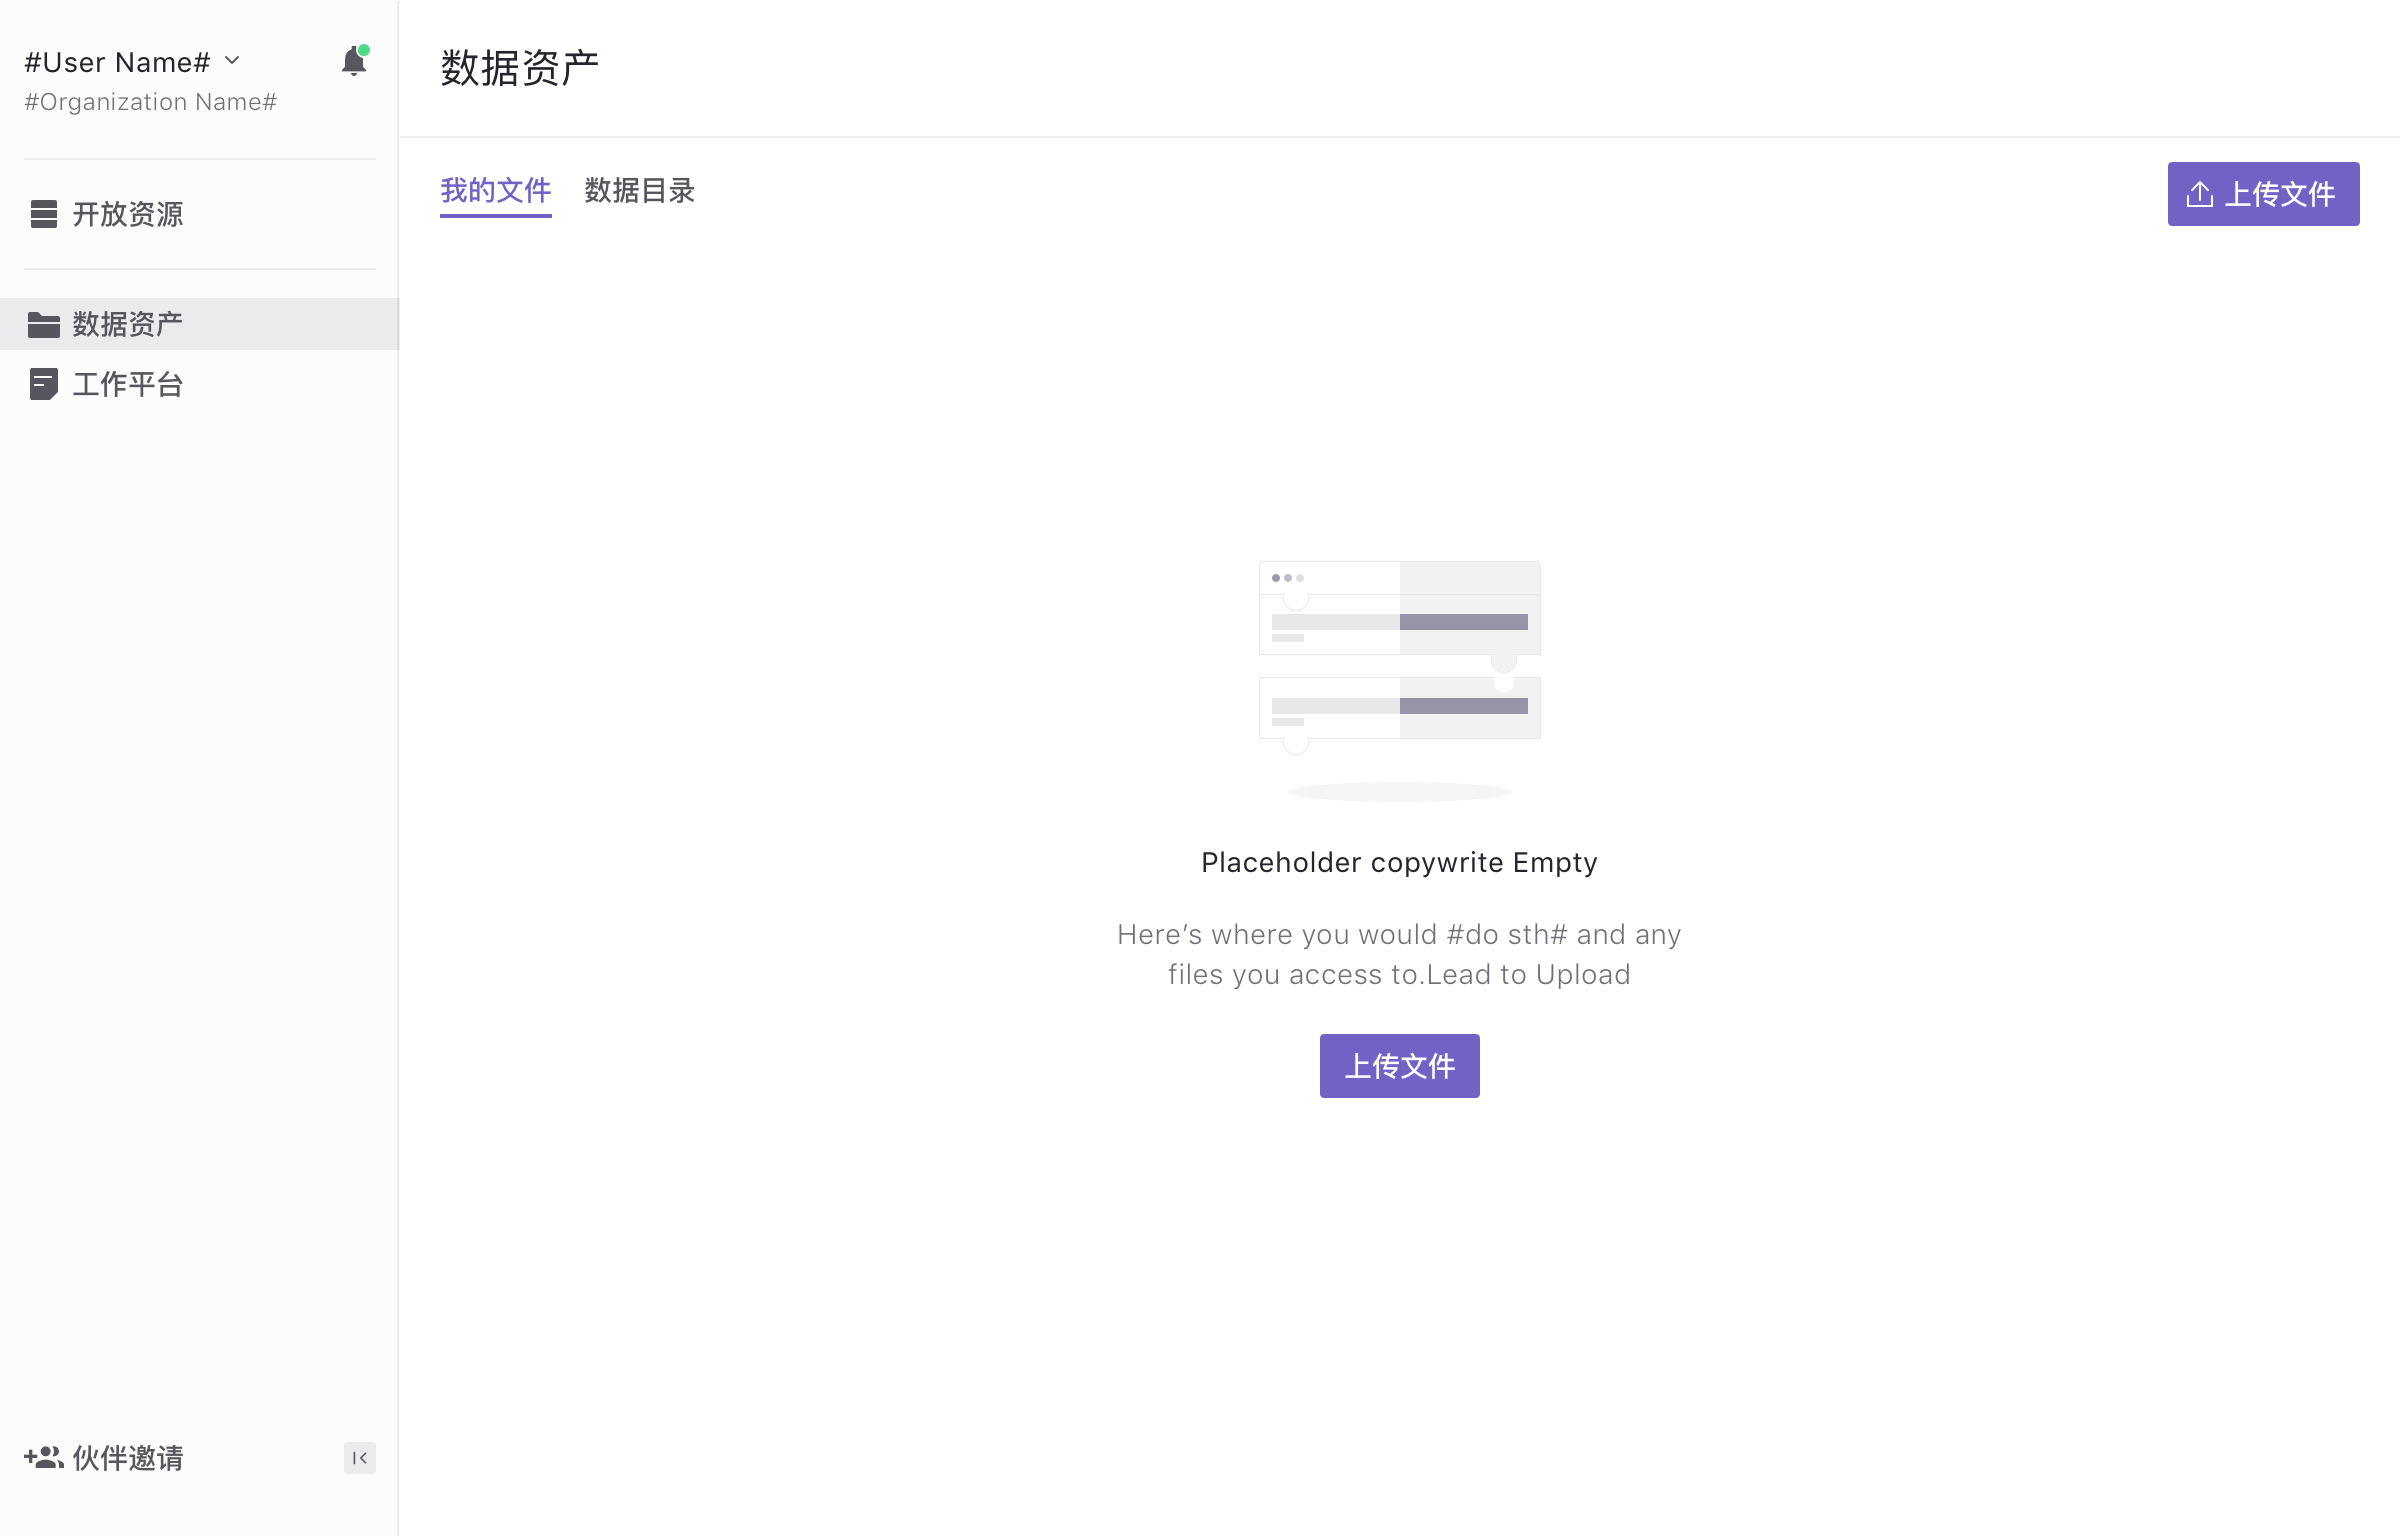 #User Name#
#Organization Name#
开放资源
数据资产
工作平台
伙伴邀请
数据资产
我的文件 数据目录
上传文件
Placeholder copywrite Empty
Here’s where you would #do sth# and any
files you access to.Lead to Upload
上传文件